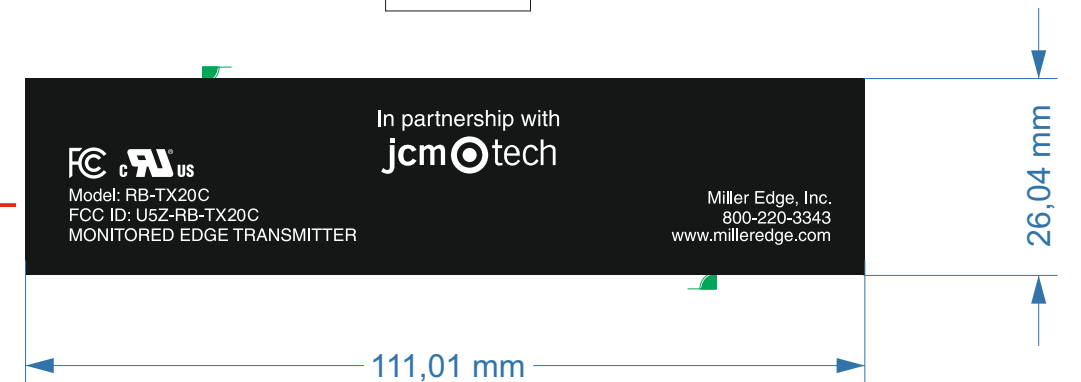 In partnership with
jcm tech
FC c RU ® US
Model: RB-TX20C
FCC ID: U5Z-RB-TX20C
MONITORED EDGE TRANSMITTER
Miller Edge, Inc.
800-220-3343
www.milleredge.com
26,04 mm
111,01 mm